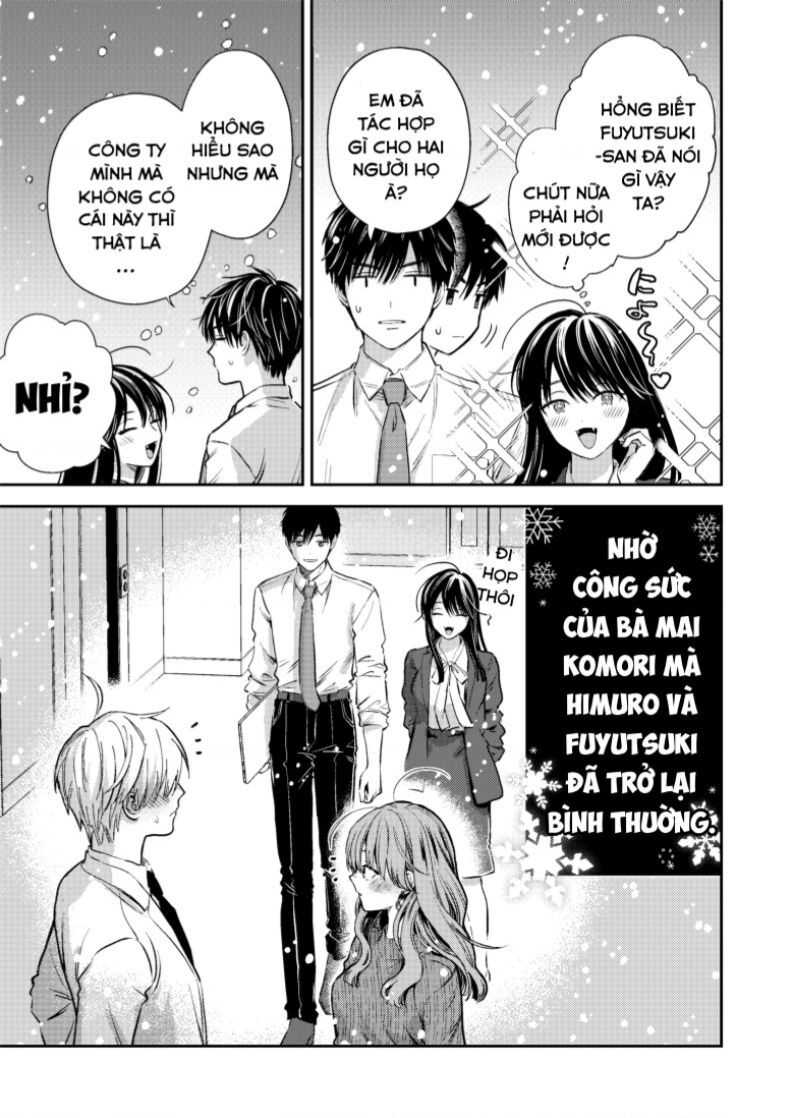 HỔNG BIẾT
FUYUTSUKI
-SAN ĐÃ NÓI
GÌ VẬY
TA?
CHÚT NỮA
PHẢI HỎI
MỚI ĐƯỢC
!
EM ĐÃ
TÁC HỢP
GÌ CHO HAI
NGƯỜI HỌ
À?
にょ〜
KHÔNG
HIỂU SAO
NHƯNG MÀ
CÔNG TY
MÌNH MÀ
KHÔNG CÓ
CÁI NÀY THÌ
THẬT LÀ
...
NHỈ?
NHỜ
CÔNG SỨC
CỦA BÀ MAI
KOMORI MÀ
HIMURO VÀ
FUYUTSUKI
ĐÃ TRỞ LẠI
BÌNH THUỜNG.
ĐI
HỌP
THÔI